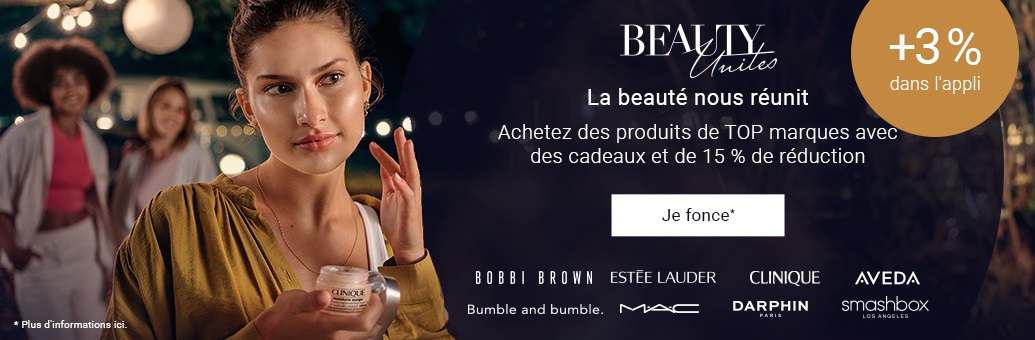 BEAUTY
Unites
La beauté nous réunit
Achetez des produits de TOP marques avec
des cadeaux et de 15 % de réduction
Je fonce*
+3 %
dans l'appli
BOBBI BROWN ESTĒE LAUDER CLINIQUE AVEDA
Bumble and bumble. MAC DARPHIN smashbox
PARIS LOS ANGELES
CLINIQUE
* Plus d'informations ici.